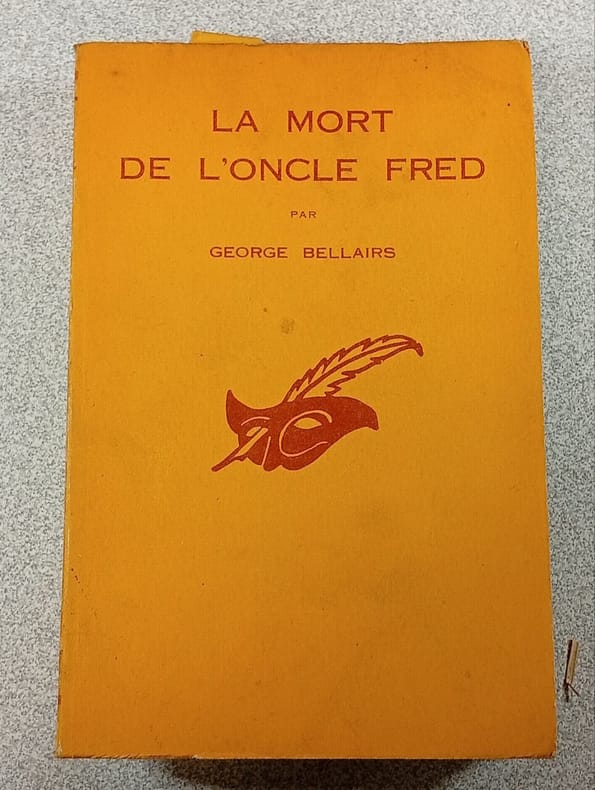 LA MORT
DE L'ONCLE FRED
PAR
GEORGE BELLAIRS